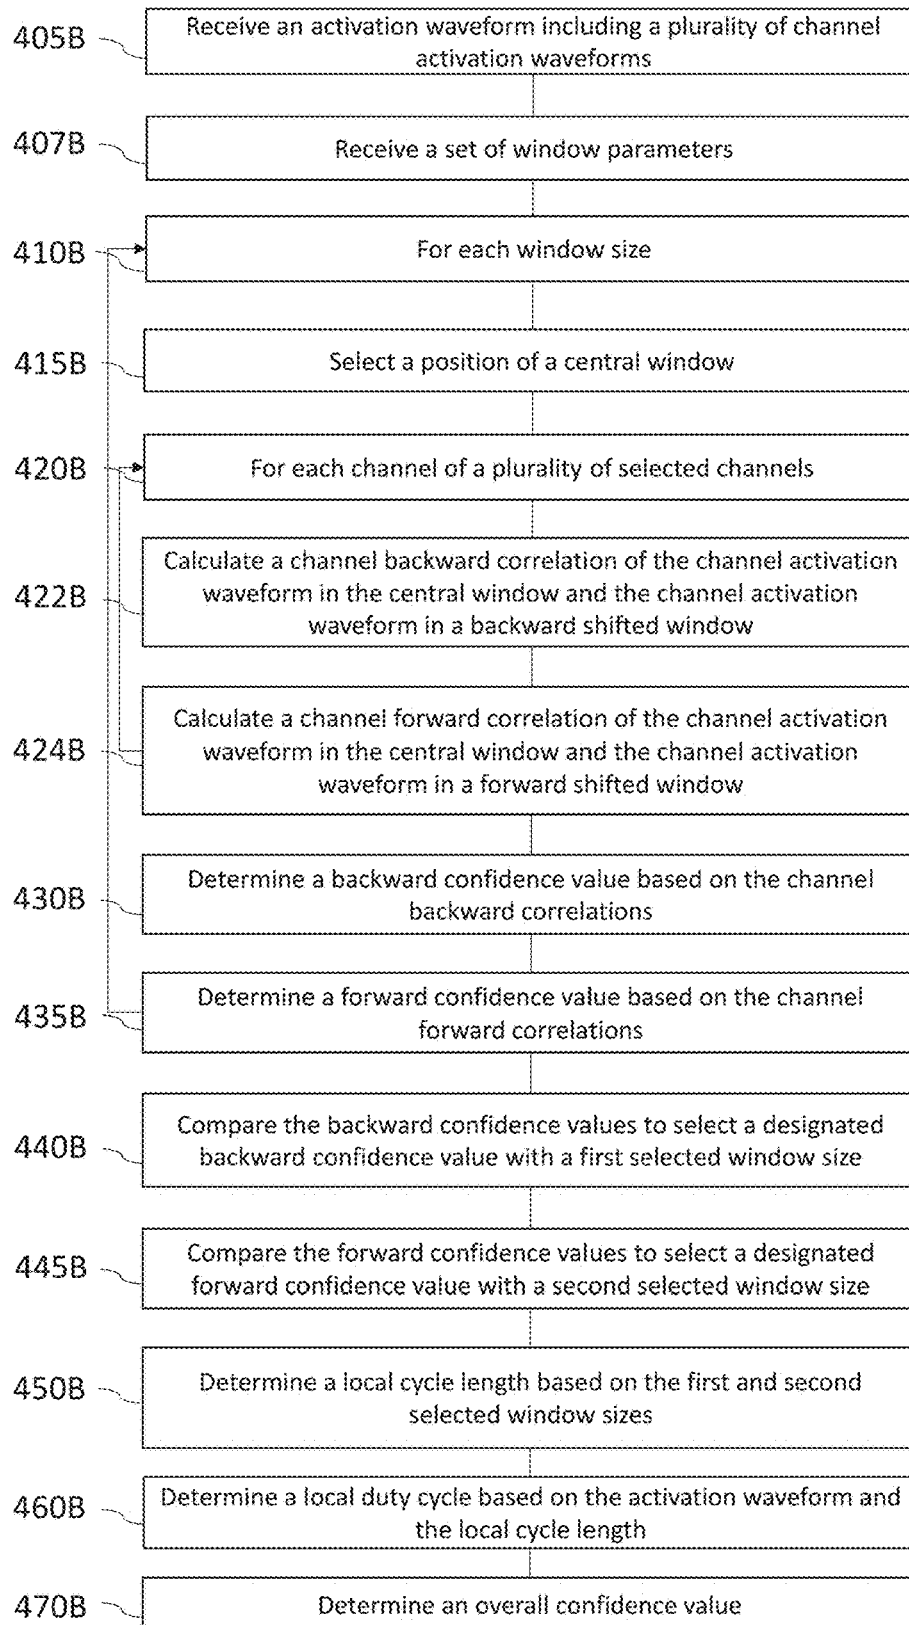 405B
Receive an activation waveform including a plurality of channel
activation waveforms
407B
Receive a set of window parameters
410B
For each window size
415B
Select a position of a central window
420B
For each channel of a plurality of selected channels
422B
Calculate a channel backward correlation of the channel activation
waveform in the central window and the channel activation
waveform in a backward shifted window
424B
Calculate a channel forward correlation of the channel activation
waveform in the central window and the channel activation
waveform in a forward shifted window
430B
Determine a backward confidence value based on the channel
backward correlations
435B
Determine a forward confidence value based on the channel
forward correlations
440B
Compare the backward confidence values to select a designated
backward confidence value with a first selected window size
445B
Compare the forward confidence values to select a designated
forward confidence value with a second selected window size
450B
Determine a local cycle length based on the first and second
selected window sizes
460B
Determine a local duty cycle based on the activation waveform and
the local cycle length
470B
Determine an overall confidence value